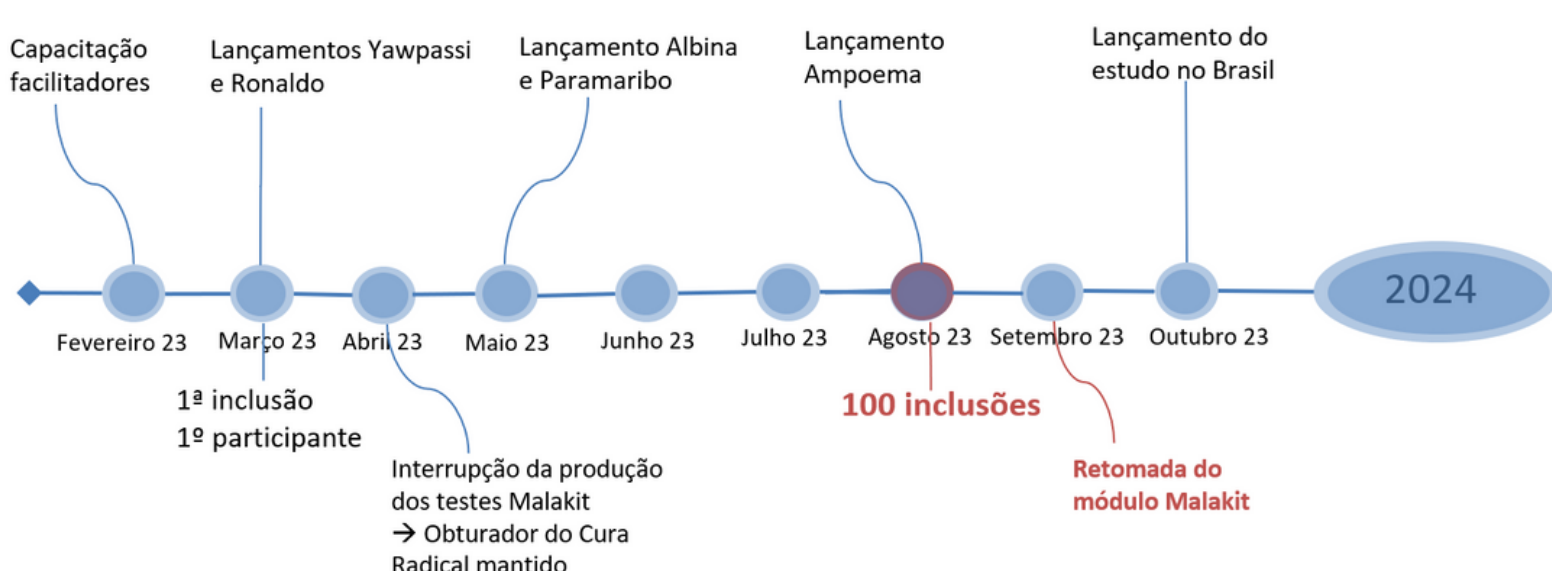 Capacitação
facilitadores
Lançamentos Yawpassi
e Ronaldo
Lançamento Albina
e Paramaribo
Lançamento
Ampoema
Lançamento do
estudo no Brasil
2024
Fevereiro 23
Março 23
Abril 23
Maio 23
Junho 23
Julho 23
Agosto 23
Setembro 23
Outubro 23
1ª inclusão
1º participante
100 inclusões
Interrupção da produção
dos testes Malakit
→ Obturador do Cura
Radical mantido
Retomada do
módulo Malakit